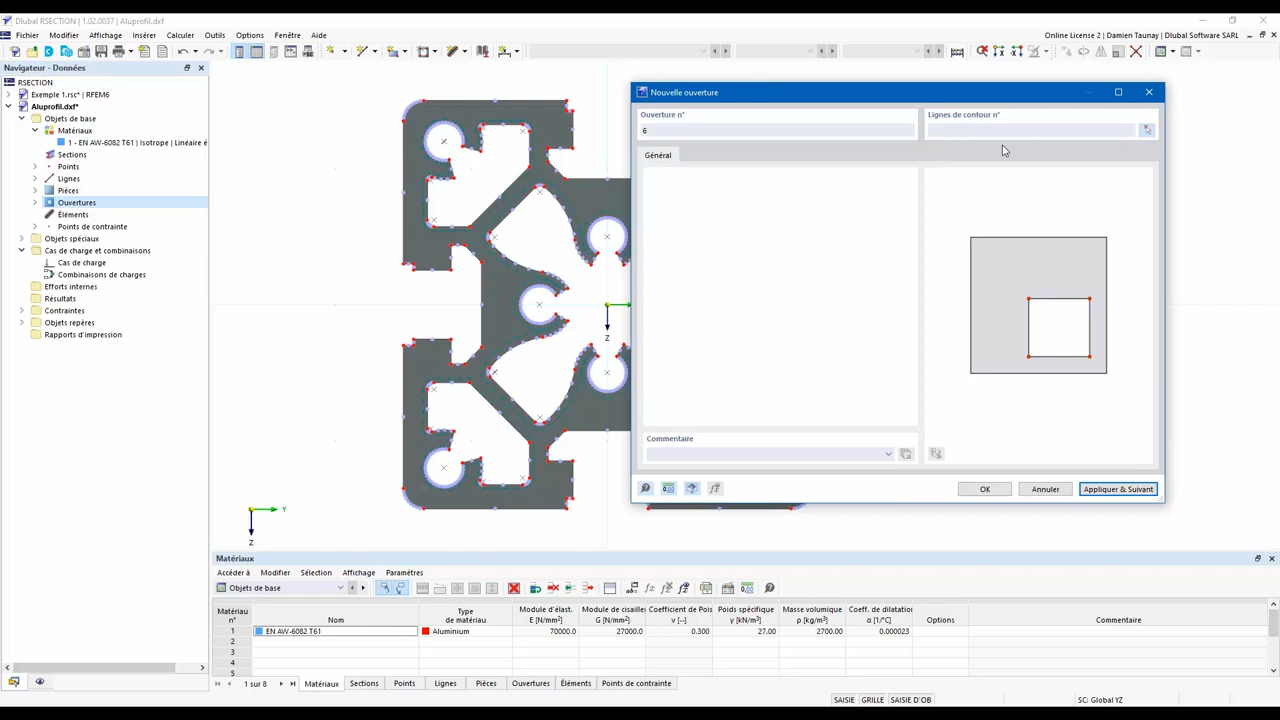 Dlubal RSECTION | 1.02.0037 | Aluprofil.dxf
Fichier Modifier Affichage Insérer Calculer Outils Options Fenêtre Aide
Online License 2 | Damien Taunay | Dlubal Software SARL
Navigateur - Données
RSECTION
Exemple 1.rsc* | RFEM6
Aluprofil.dxf*
Objets de base
Matériaux
1 - EN AW-6082 T61 | Isotrope | Linéaire é
Sections
Points
Lignes
Pièces
Ouvertures
Éléments
Points de contrainte
Objets spéciaux
Cas de charge et combinaisons
Cas de charge
Combinaisons de charges
Efforts internes
Résultats
Contraintes
Objets repères
Rapports d'impression
Z
Y
Z
Nouvelle ouverture
Ouverture n°
6
Lignes de contour n°
Général
Commentaire
OK Annuler Appliquer & Suivant
Matériaux
Accéder à Modifier Sélection Affichage Paramètres
Objets de base
Matériau n° Nom Type de matériau Module d'élast. E [N/mm²] Module de cisaille G [N/mm²] Coefficient de Pois ν [--] Poids spécifique γ [kN/m³] Masse volumique ρ [kg/m³] Coeff. de dilatatio α [1/°C] Options Commentaire
1 EN AW-6082 T61 Aluminium 70000.0 27000.0 0.300 27.00 2700.00 0.000023
2
3
4
5
1 sur 8 Matériaux Sections Points Lignes Pièces Ouvertures Éléments Points de contrainte
SAISIE GRILLE SAISIE D'OB SC: Global YZ